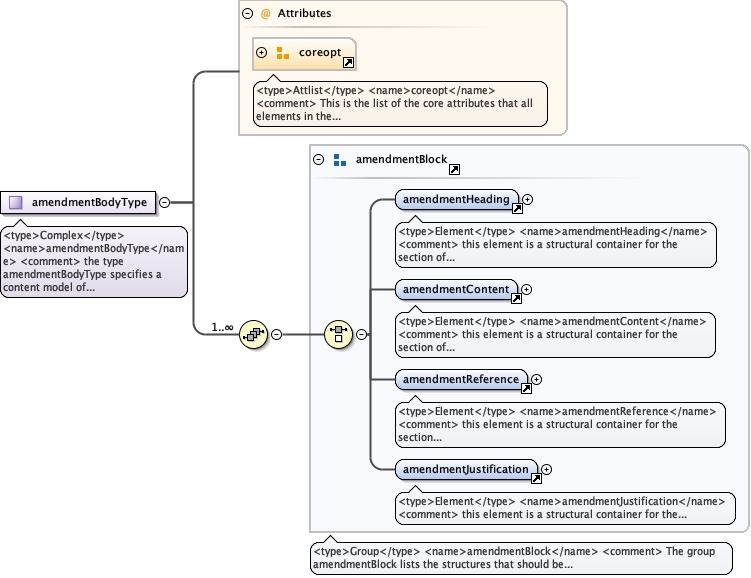 @ Attributes
coreopt
<type>Attlist</type> <name>coreopt</name>
<comment> This is the list of the core attributes that all
elements in the...
amendmentBlock
amendmentBodyType
<type>Complex</type>
<name>amendmentBodyType</nam
e> <comment> the type
amendmentBodyType specifies a
content model of...
1..∞
amendmentHeading
<type>Element</type> <name>amendmentHeading</name>
<comment> this element is a structural container for the
section of...
amendmentContent
<type>Element</type> <name>amendmentContent</name>
<comment> this element is a structural container for the
section of...
amendmentReference
<type>Element</type> <name>amendmentReference</name>
<comment> this element is a structural container for the
section...
amendmentJustification
<type>Element</type> <name>amendmentJustification</name>
<comment> this element is a structural container for the...
<type>Group</type> <name>amendmentBlock</name> <comment> The group
amendmentBlock lists the structures that should be...